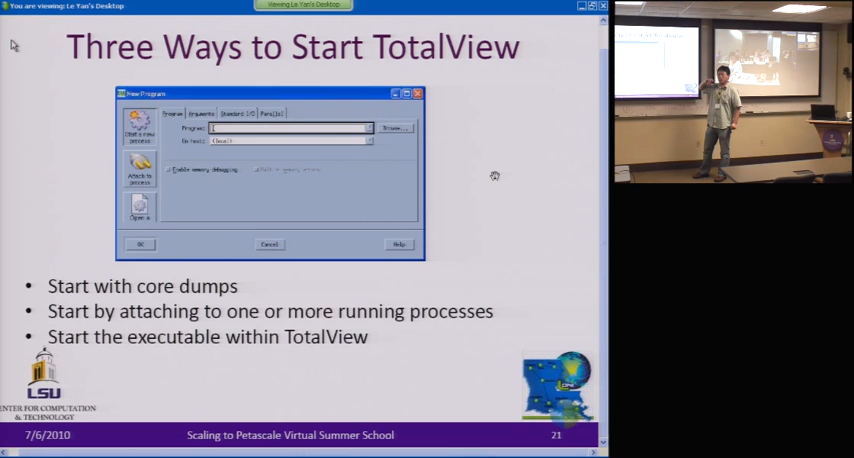 You are viewing: Le Yan's Desktop
Viewing Le Yan's Desktop
Three Ways to Start TotalView
New Program
Program Arguments Standard I/O Parallel
Start a new
process
Program:
Browse...
On host: (local)
Attach to
process
Enable memory debugging
Open a
OK
Cancel
Help
• Start with core dumps
• Start by attaching to one or more running processes
• Start the executable within TotalView
LSU
ENTER FOR COMPUTATION
& TECHNOLOGY
7/6/2010
Scaling to Petascale Virtual Summer School
21